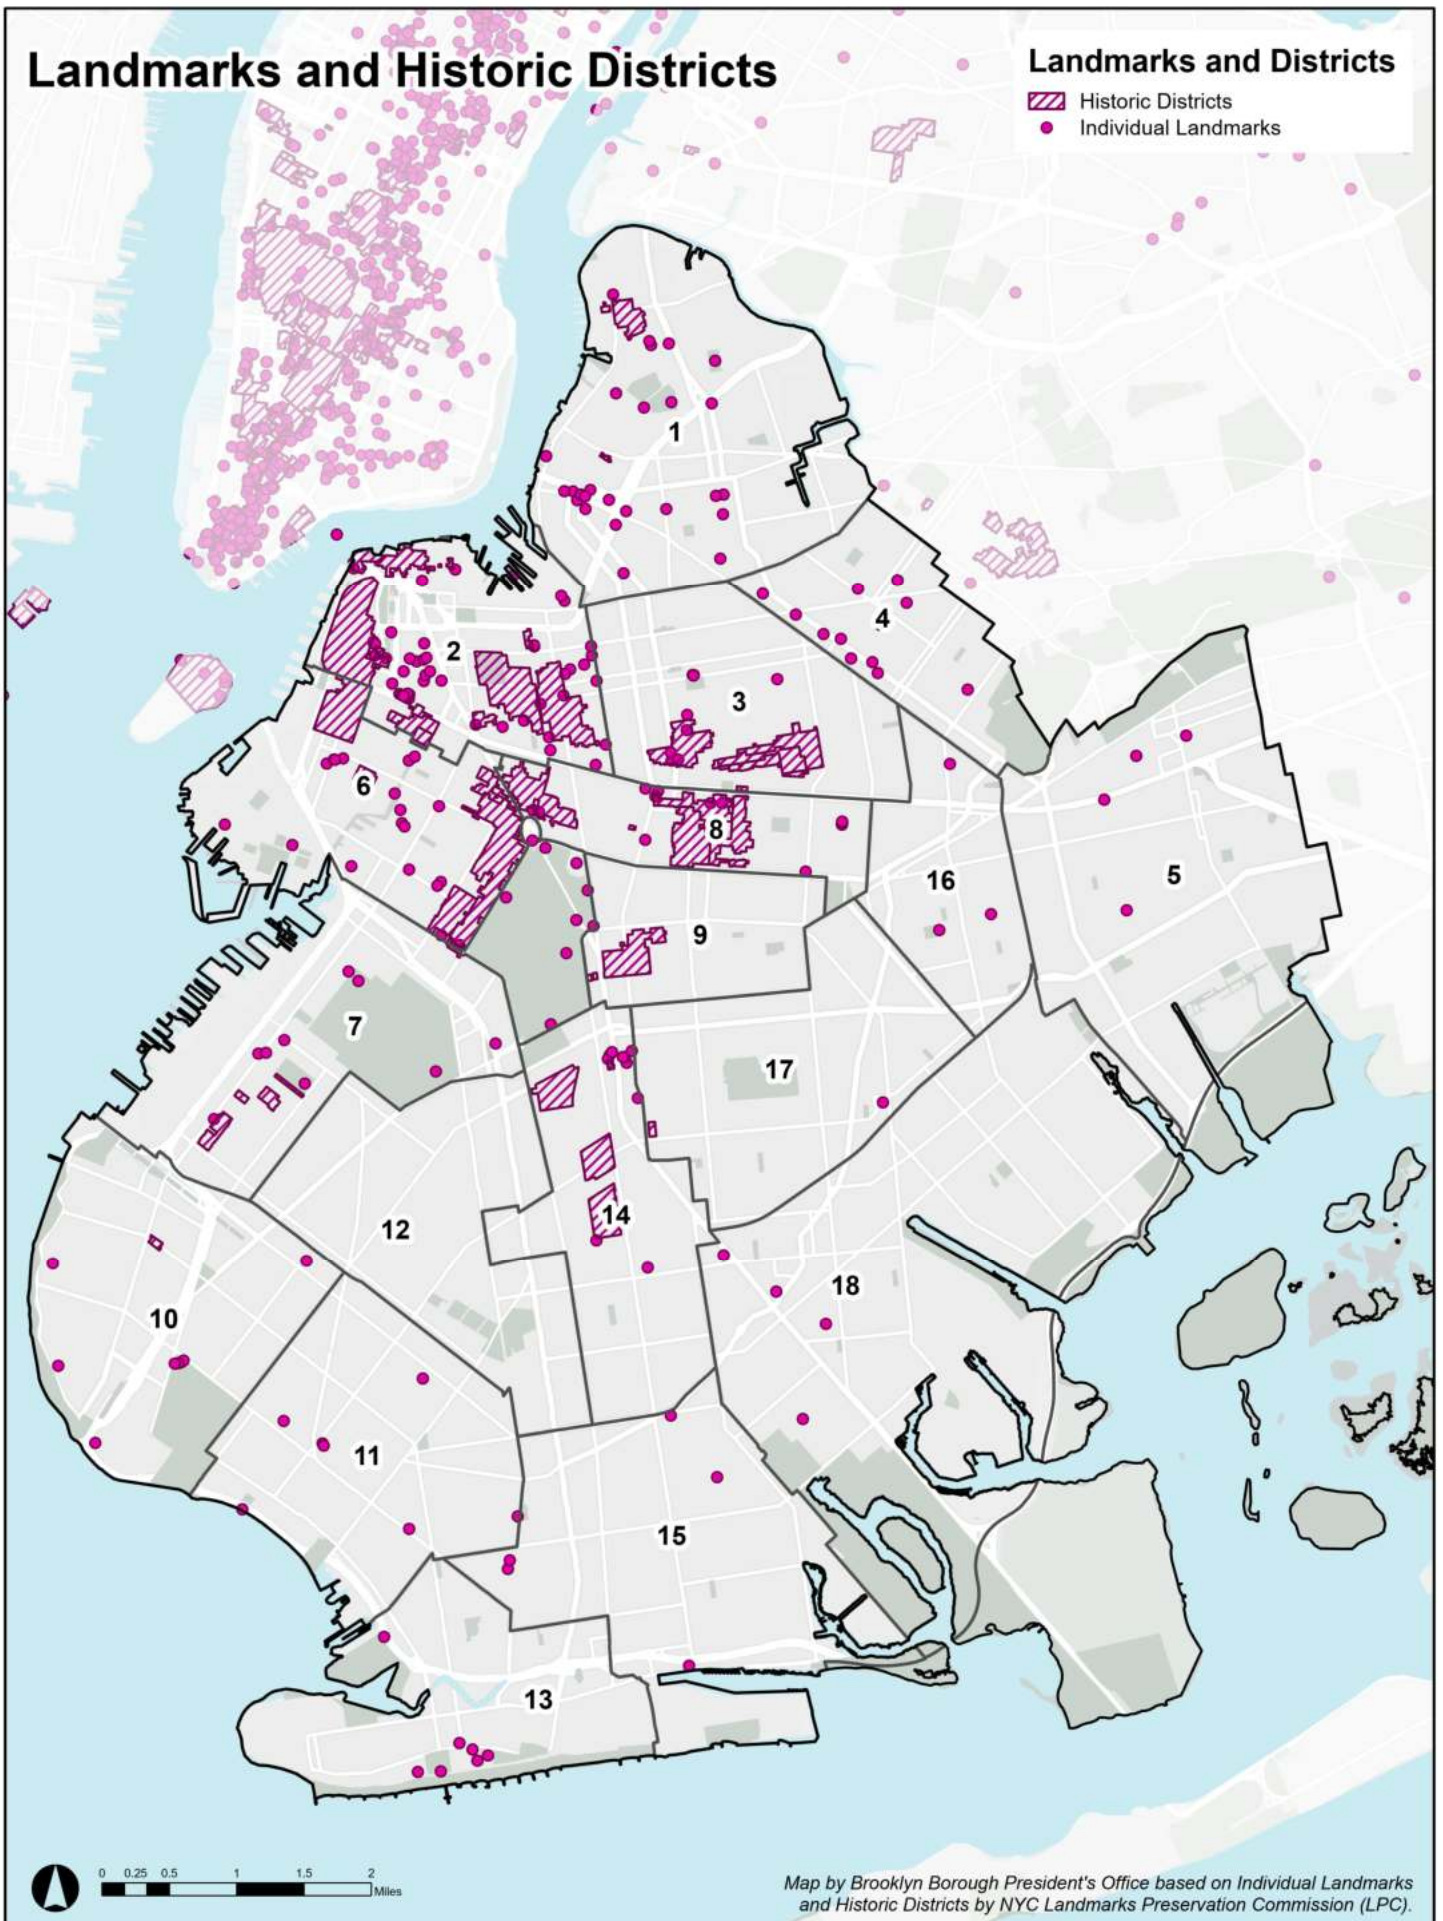 Landmarks and Historic Districts
Landmarks and Districts
Historic Districts
Individual Landmarks
1
2
4
3
6
8
5
16
9
7
17
12
14
18
10
11
15
13
0 0.25 0.5 1 1.5 2
Miles
Map by Brooklyn Borough President's Office based on Individual Landmarks
and Historic Districts by NYC Landmarks Preservation Commission (LPC).